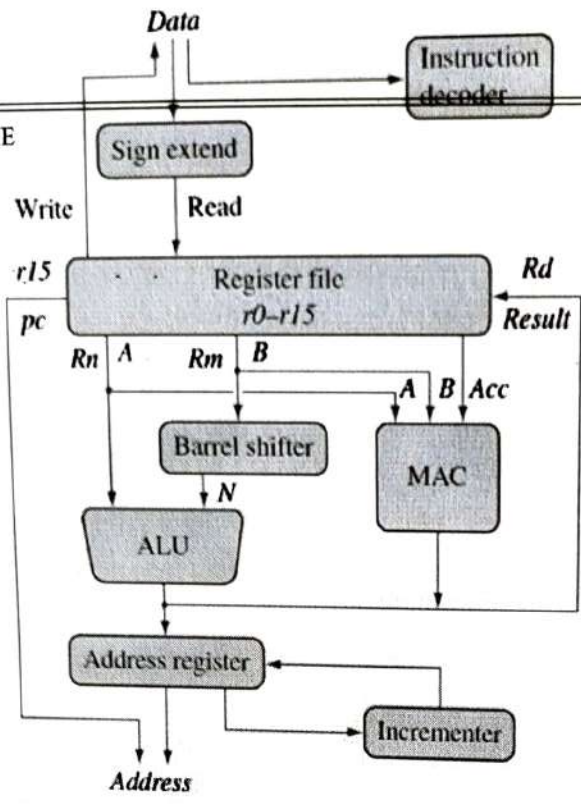 Data
Instruction
decoder
E
Sign extend
Write
Read
r15
Register file
Rd
pc
r0–r15
Result
Rn A
Rm B
A B Acc
Barrel shifter
MAC
N
ALU
Address register
Incrementer
Address